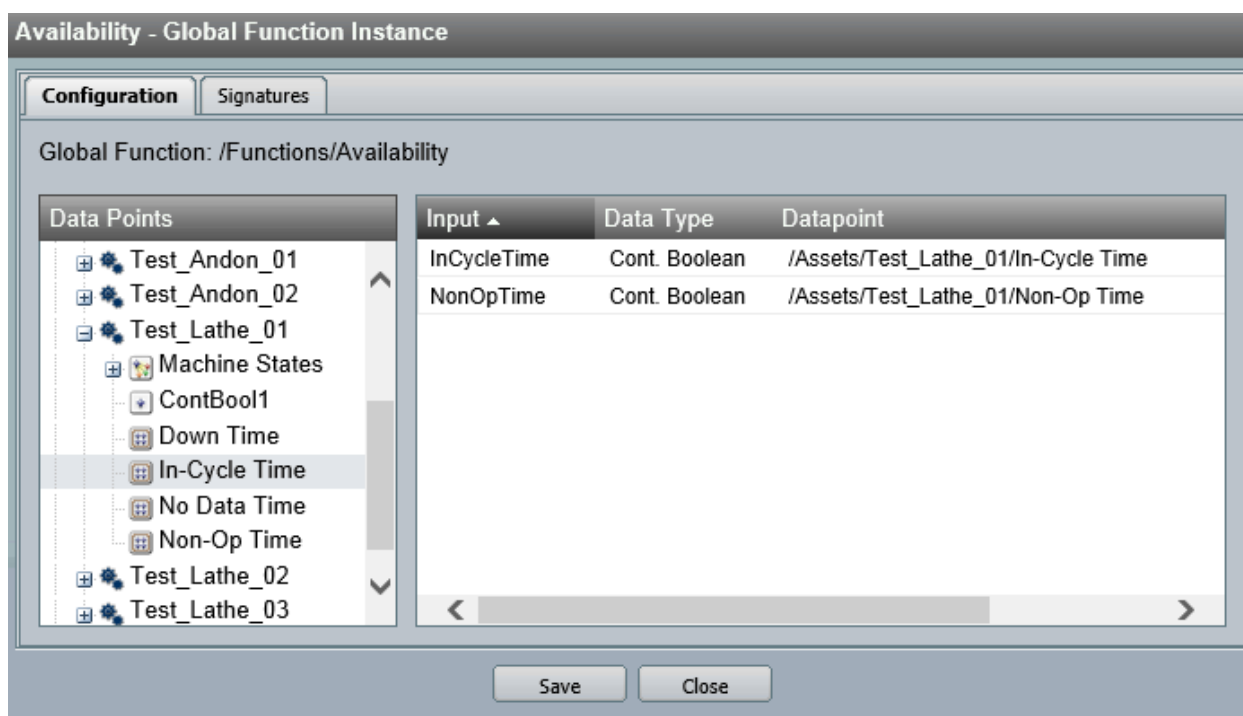 Availability - Global Function Instance
Configuration
Signatures
Global Function: /Functions/Availability
Data Points
Test_Andon_01
Test_Andon_02
Test_Lathe_01
Machine States
ContBool1
Down Time
In-Cycle Time
No Data Time
Non-Op Time
Test_Lathe_02
Test_Lathe_03
Input Data Type Datapoint
InCycleTime Cont. Boolean /Assets/Test_Lathe_01/In-Cycle Time
NonOpTime Cont. Boolean /Assets/Test_Lathe_01/Non-Op Time
Save
Close